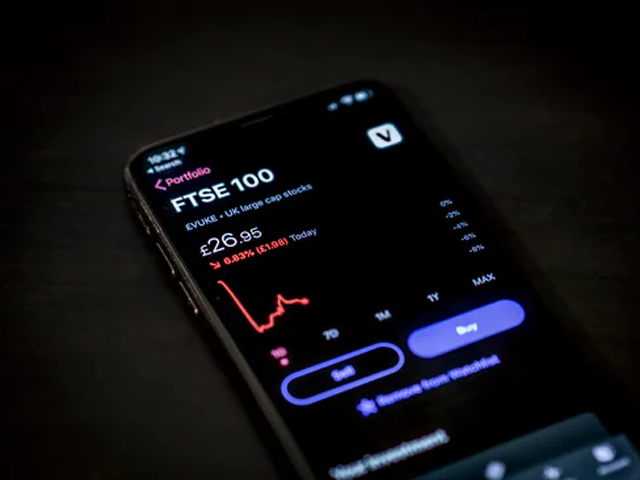 10:32
Search
Portfolio
V
FTSE 100
£VUKE • UK large cap stocks
£26.95
6.83% (£1.98) Today
0%
-2%
-4%
-6%
-8%
1D 7D 1M 1Y MAX
Sell Buy
Remove from Watchlist
Your investment